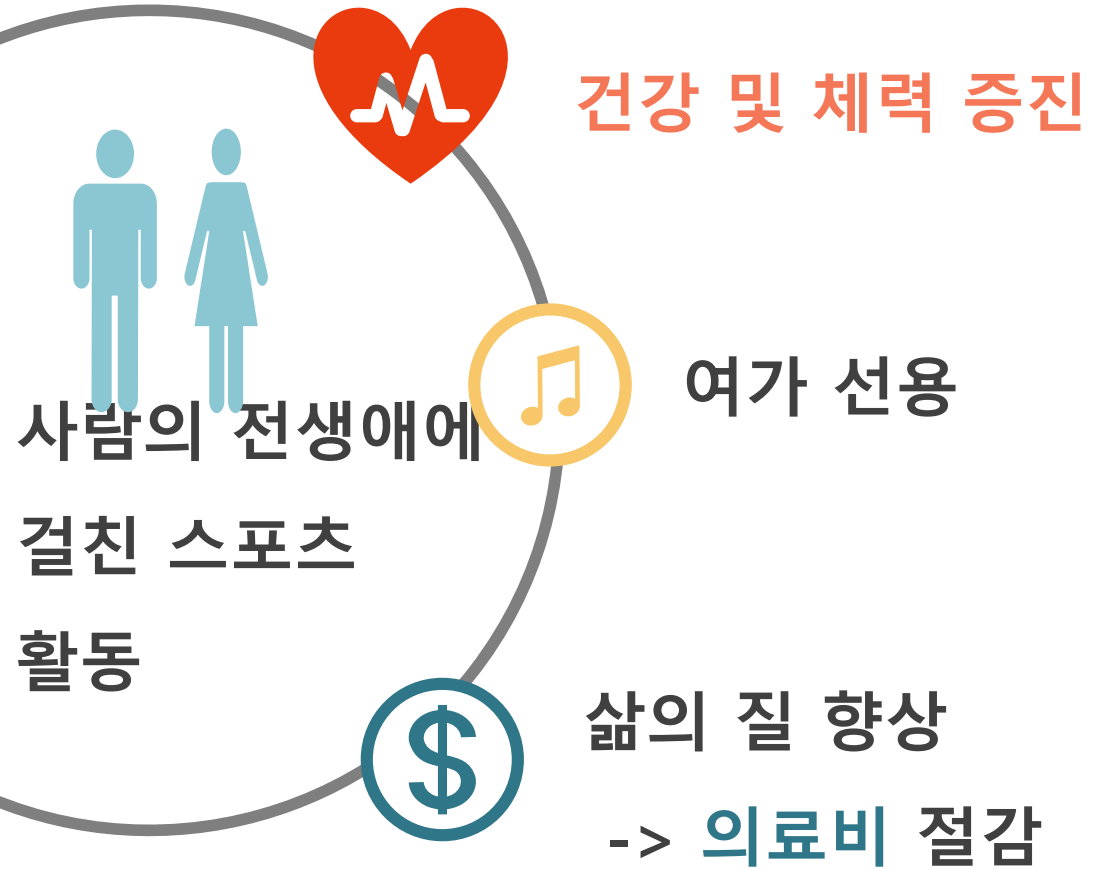 건강 및 체력 증진
여가 선용
사람의 전생애에
걸친 스포츠
활동
삶의 질 향상
-> 의료비 절감